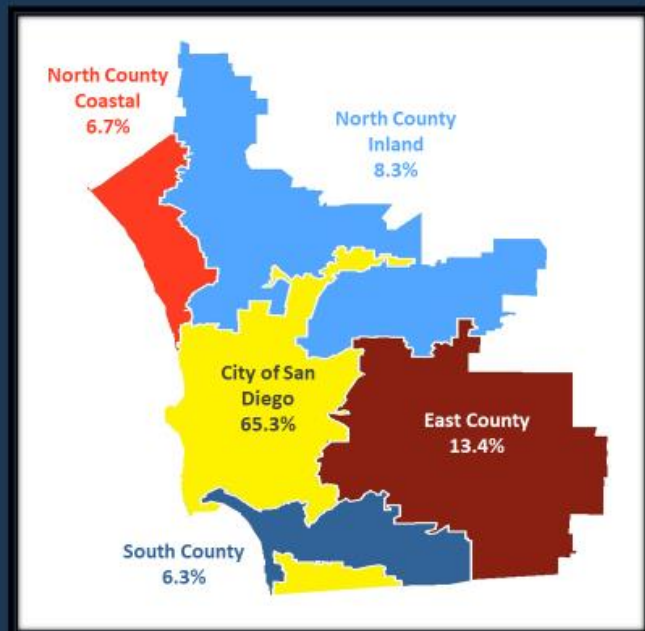 North County
Coastal
6.7%
North County
Inland
8.3%
City of San
Diego
65.3%
East County
13.4%
South County
6.3%